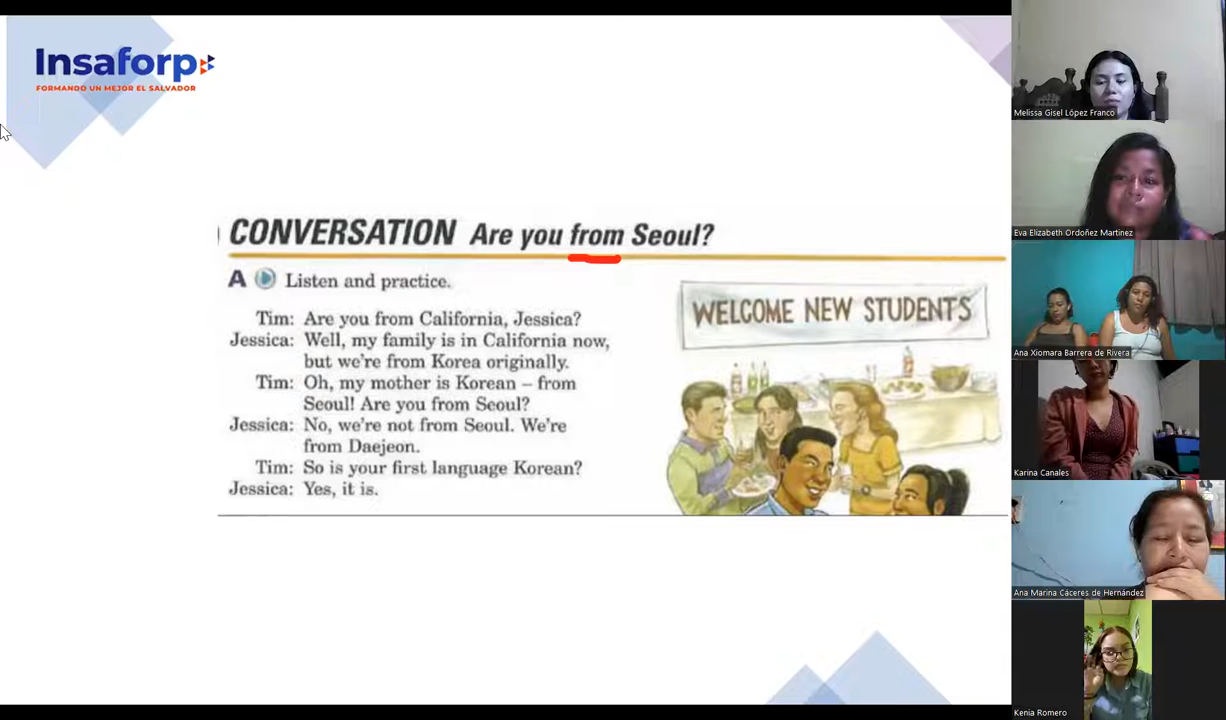 Insaforp
FORMANDO UN MEJOR EL SALVADOR
CONVERSATION Are you from Seoul?
A Listen and practice.
Tim: Are you from California, Jessica?
Jessica: Well, my family is in California now,
but we're from Korea originally.
Tim: Oh, my mother is Korean – from
Seoul! Are you from Seoul?
Jessica: No, we're not from Seoul. We're
from Daejeon.
Tim: So is your first language Korean?
Jessica: Yes, it is.
WELCOME NEW STUDENTS
Melissa Gisel López Franco
Eva Elizabeth Ordoñez Martinez
Ana Xiomara Barrera de Rivera
Karina Canales
Ana Marina Cáceres de Hernández
Kenia Romero